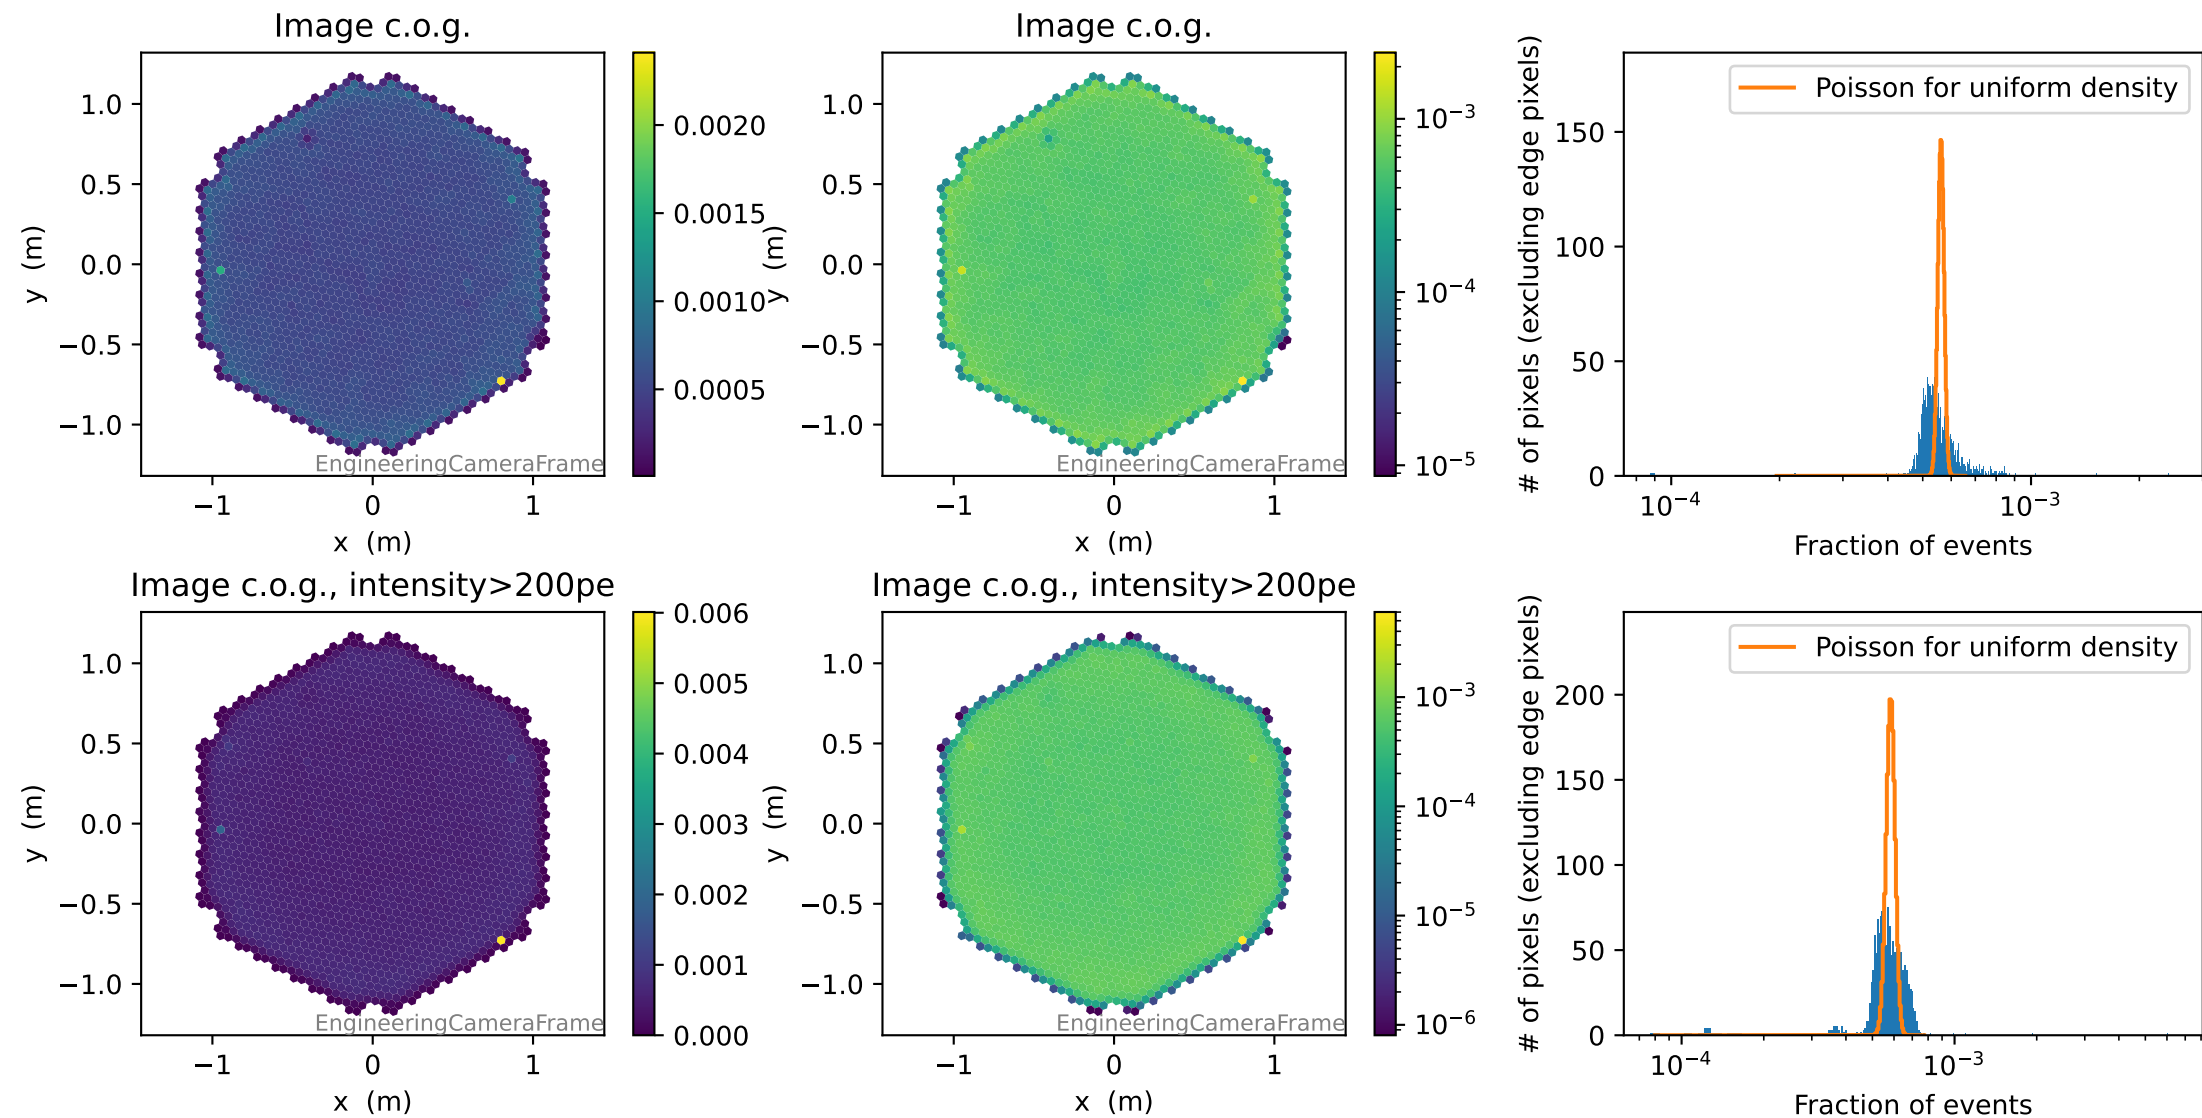 Image c.o.g.
y (m)
1.0
0.5
0.0
−0.5
−1.0
−1
0
1
x (m)
EngineeringCameraFrame
0.0020
0.0015
0.0010
0.0005
Image c.o.g.
y (m)
1.0
0.5
0.0
−0.5
−1.0
−1
0
1
x (m)
EngineeringCameraFrame
10⁻³
10⁻⁴
10⁻⁵
# of pixels (excluding edge pixels)
150
100
50
0
Poisson for uniform density
10⁻⁴
10⁻³
Fraction of events
Image c.o.g., intensity>200pe
y (m)
1.0
0.5
0.0
−0.5
−1.0
−1
0
1
x (m)
EngineeringCameraFrame
0.006
0.005
0.004
0.003
0.002
0.001
0.000
Image c.o.g., intensity>200pe
y (m)
1.0
0.5
0.0
−0.5
−1.0
−1
0
1
x (m)
EngineeringCameraFrame
10⁻³
10⁻⁴
10⁻⁵
10⁻⁶
# of pixels (excluding edge pixels)
200
150
100
50
0
Poisson for uniform density
10⁻⁴
10⁻³
Fraction of events